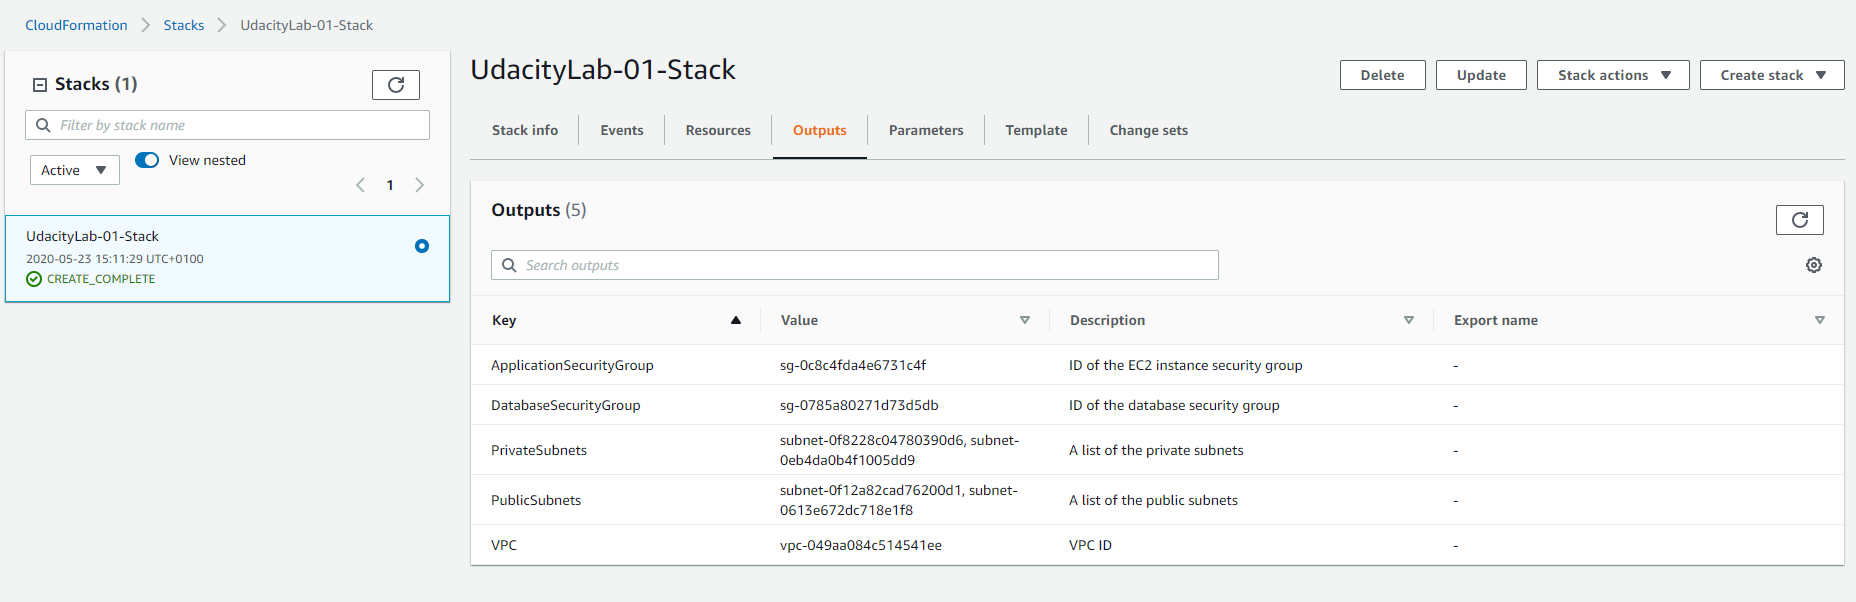 CloudFormation > Stacks > UdacityLab-01-Stack
Stacks (1)
Filter by stack name
Active
View nested
1
UdacityLab-01-Stack
2020-05-23 15:11:29 UTC+0100
CREATE_COMPLETE
UdacityLab-01-Stack
Delete Update Stack actions Create stack
Stack info Events Resources Outputs Parameters Template Change sets
Outputs (5)
Search outputs
Key Value Description Export name
ApplicationSecurityGroup sg-0c8c4fda4e6731c4f ID of the EC2 instance security group -
DatabaseSecurityGroup sg-0785a80271d73d5db ID of the database security group -
PrivateSubnets subnet-0f8228c04780390d6, subnet-
0eb4da0b4f1005dd9 A list of the private subnets -
PublicSubnets subnet-0f12a82cad76200d1, subnet-
0613e672dc718e1f8 A list of the public subnets -
VPC vpc-049aa084c514541ee VPC ID -